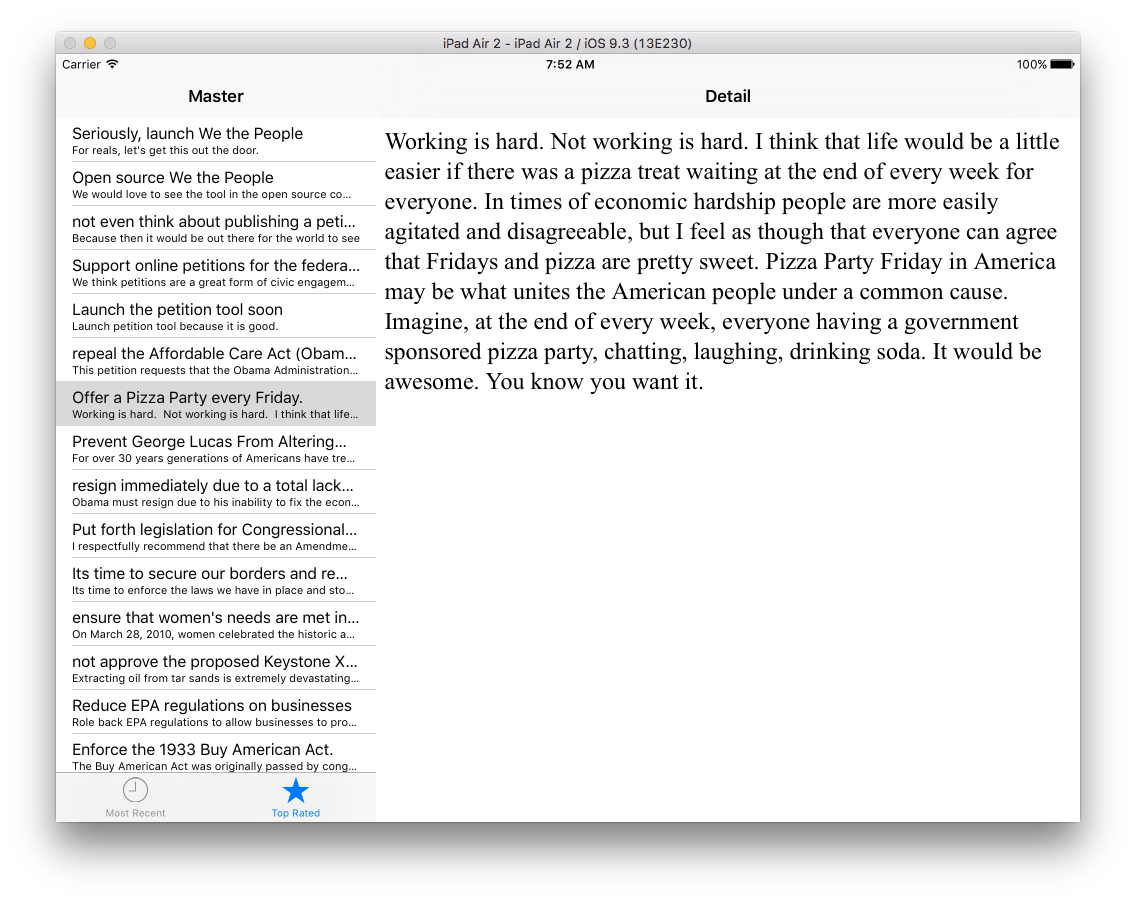 iPad Air 2 - iPad Air 2 / iOS 9.3 (13E230)
Carrier
7:52 AM
100%
Master
Detail
Seriously, launch We the People
For reals, let's get this out the door.
Open source We the People
We would love to see the tool in the open source co...
not even think about publishing a peti...
Because then it would be out there for the world to see
Support online petitions for the federa...
We think petitions are a great form of civic engagem...
Launch the petition tool soon
Launch petition tool because it is good.
repeal the Affordable Care Act (Obam...
This petition requests that the Obama Administration...
Offer a Pizza Party every Friday.
Working is hard.  Not working is hard.  I think that life...
Prevent George Lucas From Altering...
For over 30 years generations of Americans have tre...
resign immediately due to a total lack...
Obama must resign due to his inability to fix the econ...
Put forth legislation for Congressional...
I respectfully recommend that there be an Amendme...
Its time to secure our borders and re...
Its time to enforce the laws we have in place and sto...
ensure that women's needs are met in...
On March 28, 2010, women celebrated the historic a...
not approve the proposed Keystone X...
Extracting oil from tar sands is extremely devastating...
Reduce EPA regulations on businesses
Role back EPA regulations to allow businesses to pro...
Enforce the 1933 Buy American Act.
The Buy American Act was originally passed by cong...
Most Recent
Top Rated
Working is hard. Not working is hard. I think that life would be a little
easier if there was a pizza treat waiting at the end of every week for
everyone. In times of economic hardship people are more easily
agitated and disagreeable, but I feel as though that everyone can agree
that Fridays and pizza are pretty sweet. Pizza Party Friday in America
may be what unites the American people under a common cause.
Imagine, at the end of every week, everyone having a government
sponsored pizza party, chatting, laughing, drinking soda. It would be
awesome. You know you want it.